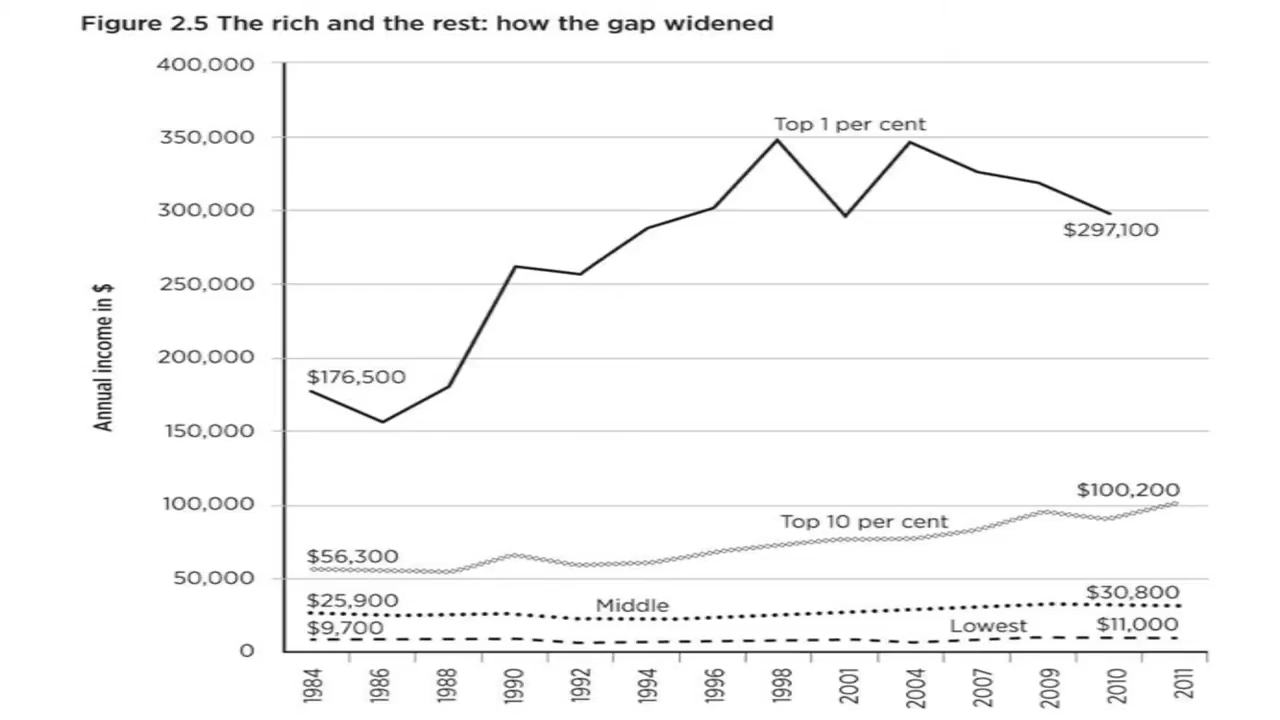 Figure 2.5 The rich and the rest: how the gap widened
400,000
Top 1 per cent
350,000
300,000
$297,100
250,000
Annual income in $
200,000
$176,500
150,000
100,000
$100,200
Top 10 per cent
$56,300
50,000
$25,900
Middle
$30,800
$9,700
Lowest
$11,000
0
1984 1986 1988 1990 1992 1994 1996 1998 2001 2004 2007 2009 2010 2011